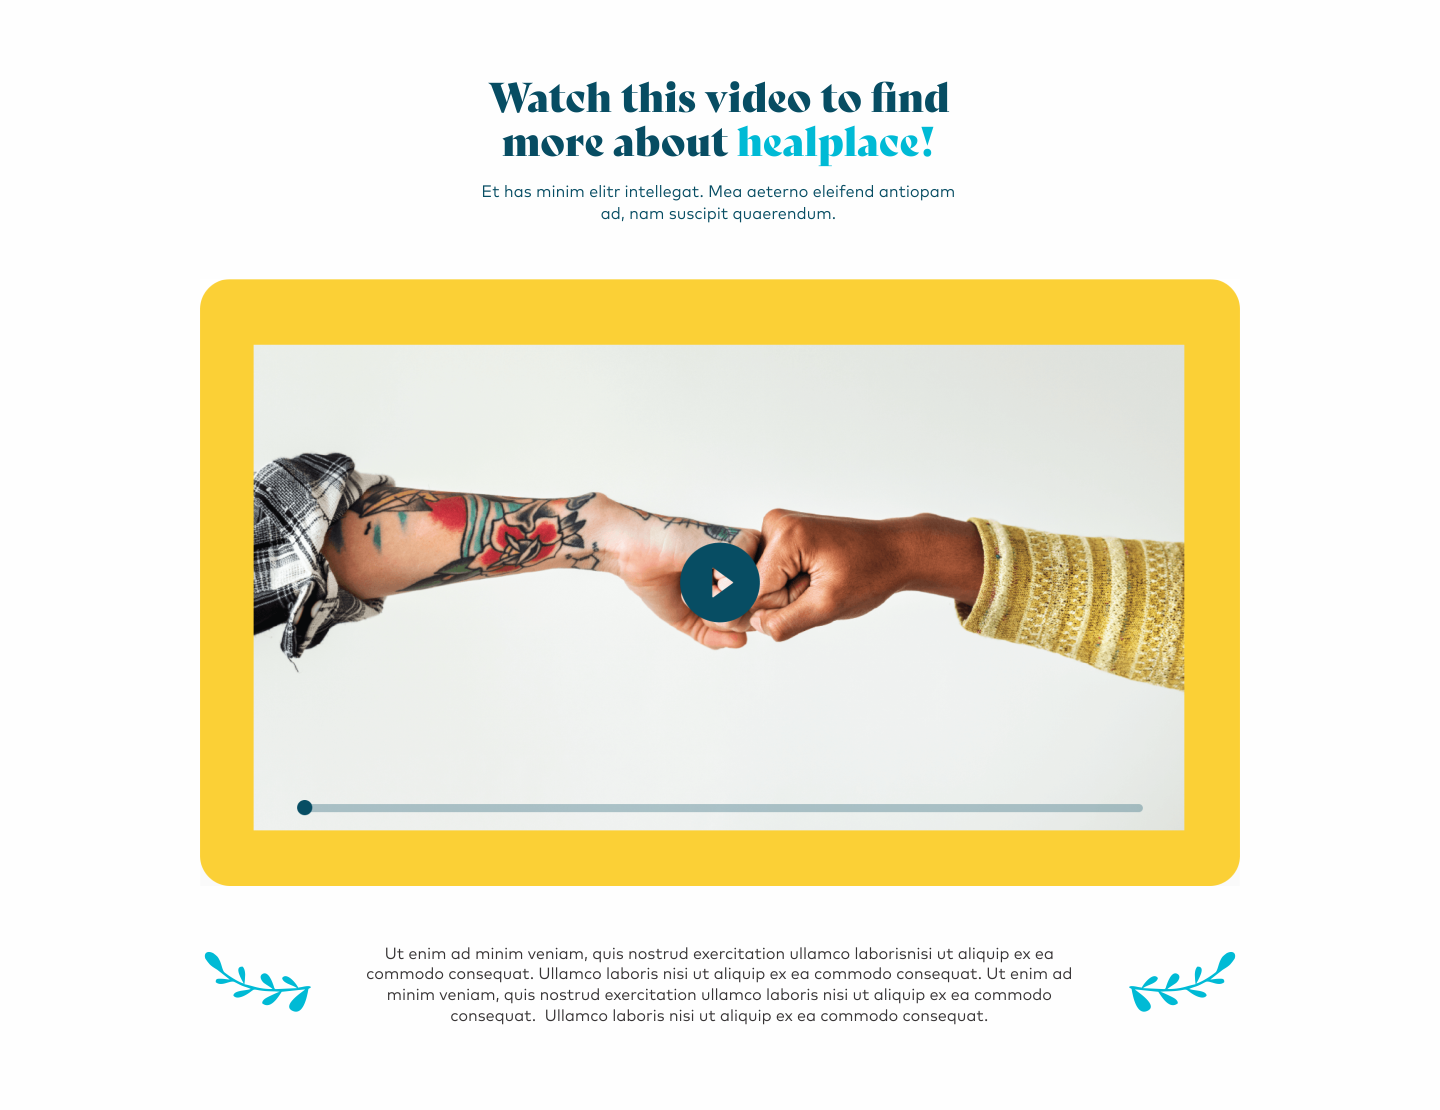 Watch this video to find
more about healplace!
Et has minim elitr intellegat. Mea aeterno eleifend antiopam
ad, nam suscipit quaerendum.
Ut enim ad minim veniam, quis nostrud exercitation ullamco laborisnisi ut aliquip ex ea
commodo consequat. Ullamco laboris nisi ut aliquip ex ea commodo consequat. Ut enim ad
minim veniam, quis nostrud exercitation ullamco laboris nisi ut aliquip ex ea commodo
consequat.  Ullamco laboris nisi ut aliquip ex ea commodo consequat.